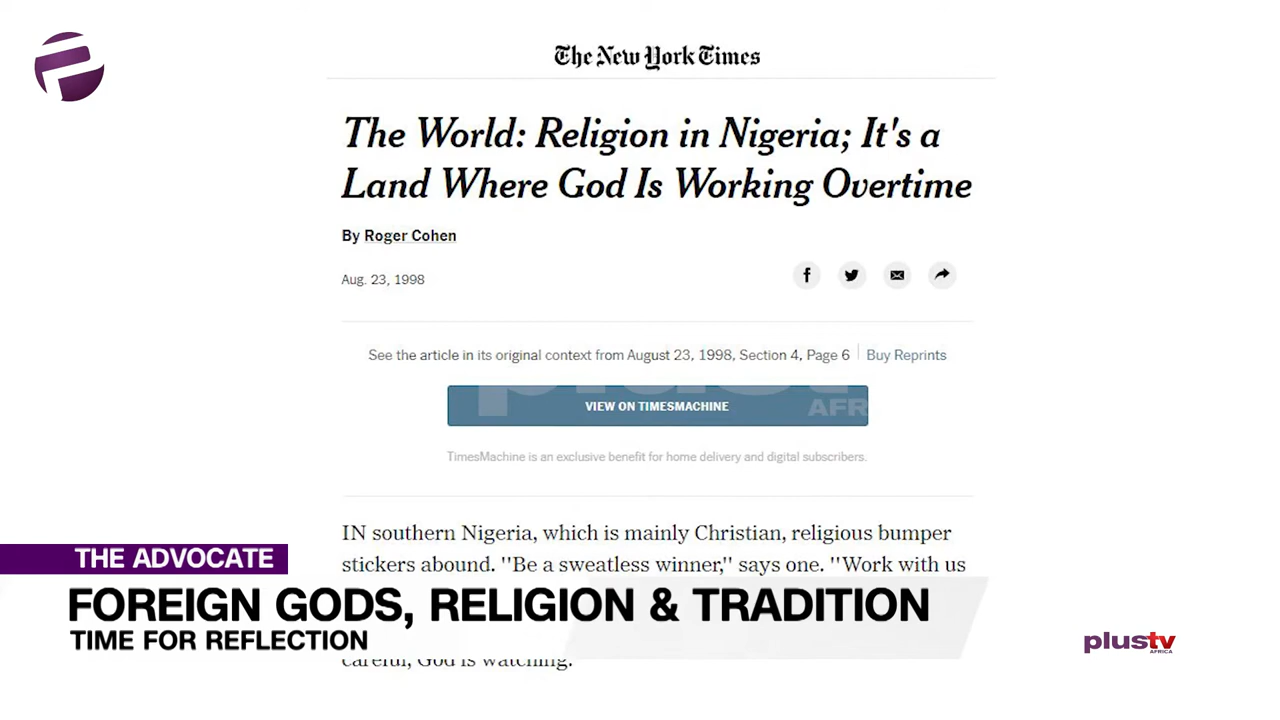 The New York Times
The World: Religion in Nigeria; It's a
Land Where God Is Working Overtime
By Roger Cohen
Aug. 23, 1998
See the article in its original context from August 23, 1998, Section 4, Page 6
Buy Reprints
VIEW ON TIMESMACHINE
AFR
TimesMachine is an exclusive benefit for home delivery and digital subscribers.
IN southern Nigeria, which is mainly Christian, religious bumper
stickers abound. ''Be a sweatless winner,'' says one. ''Work with us
THE ADVOCATE
FOREIGN GODS, RELIGION & TRADITION
TIME FOR REFLECTION
careful, God is watching.
plustv
AFRICA